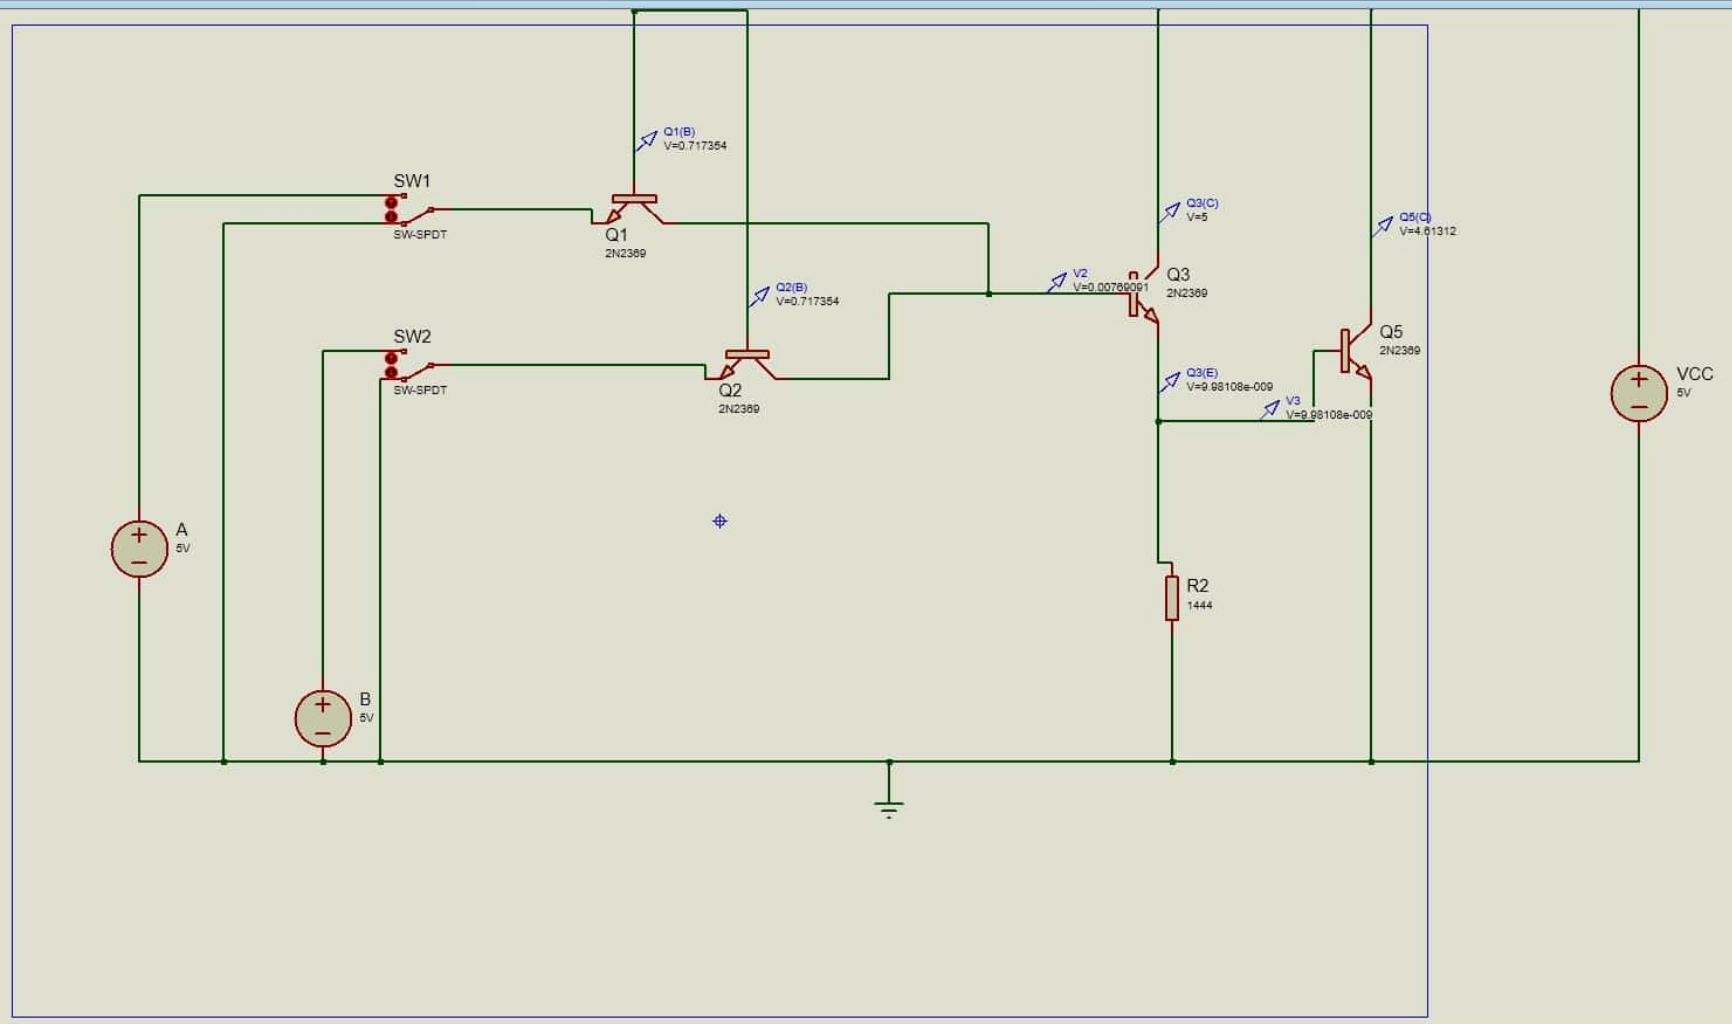 Q1(B)
V=0.717354
SW1
SW-SPDT
Q1
2N2369
Q3(C)
V=5
Q5(C)
V=4.61312
V2
V=0.00769091
Q3
2N2369
Q2(B)
V=0.717354
SW2
SW-SPDT
Q2
2N2369
Q5
2N2369
Q3(E)
V=9.98108e-009
V3
V=9.98108e-009
VCC
5V
A
5V
R2
1444
B
5V